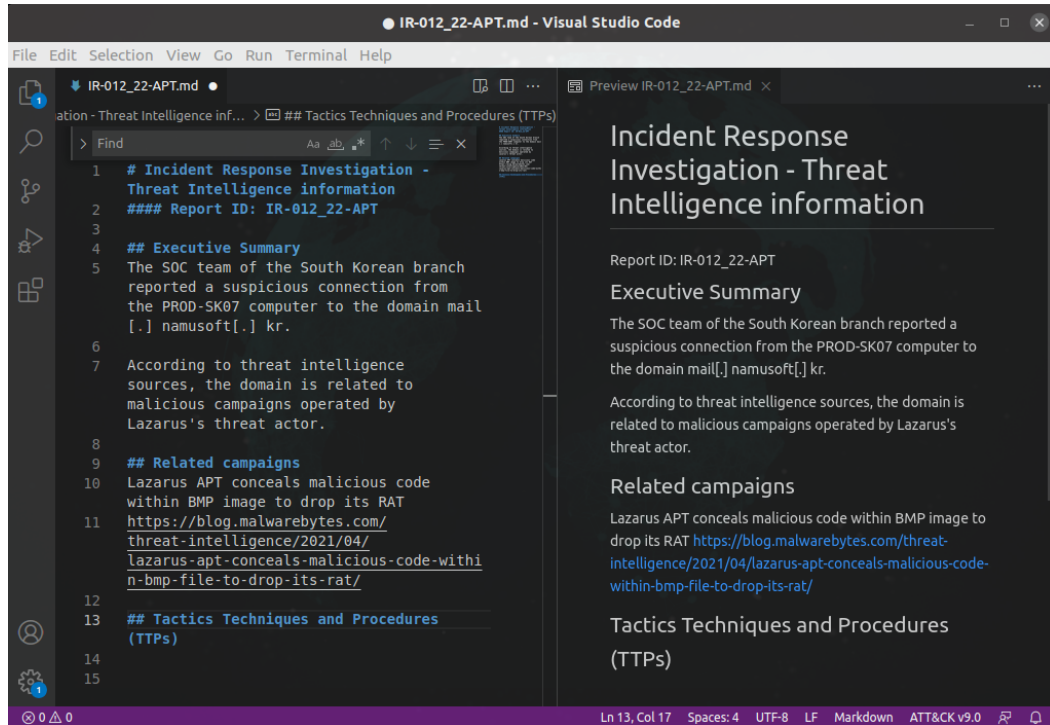 ● IR-012_22-APT.md - Visual Studio Code
File Edit Selection View Go Run Terminal Help
IR-012_22-APT.md ●
ation - Threat Intelligence inf... > ## Tactics Techniques and Procedures (TTPs)
> Find Aa ab .*
1 # Incident Response Investigation -
Threat Intelligence information
2 #### Report ID: IR-012_22-APT
3
4 ## Executive Summary
5 The SOC team of the South Korean branch
reported a suspicious connection from
the PROD-SK07 computer to the domain mail
[.] namusoft[.] kr.
6
7 According to threat intelligence
sources, the domain is related to
malicious campaigns operated by
Lazarus's threat actor.
8
9 ## Related campaigns
10 Lazarus APT conceals malicious code
within BMP image to drop its RAT
11 https://blog.malwarebytes.com/
threat-intelligence/2021/04/
lazarus-apt-conceals-malicious-code-withi
n-bmp-file-to-drop-its-rat/
12
13 ## Tactics Techniques and Procedures
(TTPs)
14
15
Preview IR-012_22-APT.md
Incident Response
Investigation - Threat
Intelligence information
Report ID: IR-012_22-APT
Executive Summary
The SOC team of the South Korean branch reported a
suspicious connection from the PROD-SK07 computer to
the domain mail[.] namusoft[.] kr.
According to threat intelligence sources, the domain is
related to malicious campaigns operated by Lazarus's
threat actor.
Related campaigns
Lazarus APT conceals malicious code within BMP image to
drop its RAT https://blog.malwarebytes.com/threat-
intelligence/2021/04/lazarus-apt-conceals-malicious-code-
within-bmp-file-to-drop-its-rat/
Tactics Techniques and Procedures
(TTPs)
1
1
0 0
Ln 13, Col 17 Spaces: 4 UTF-8 LF Markdown ATT&CK v9.0